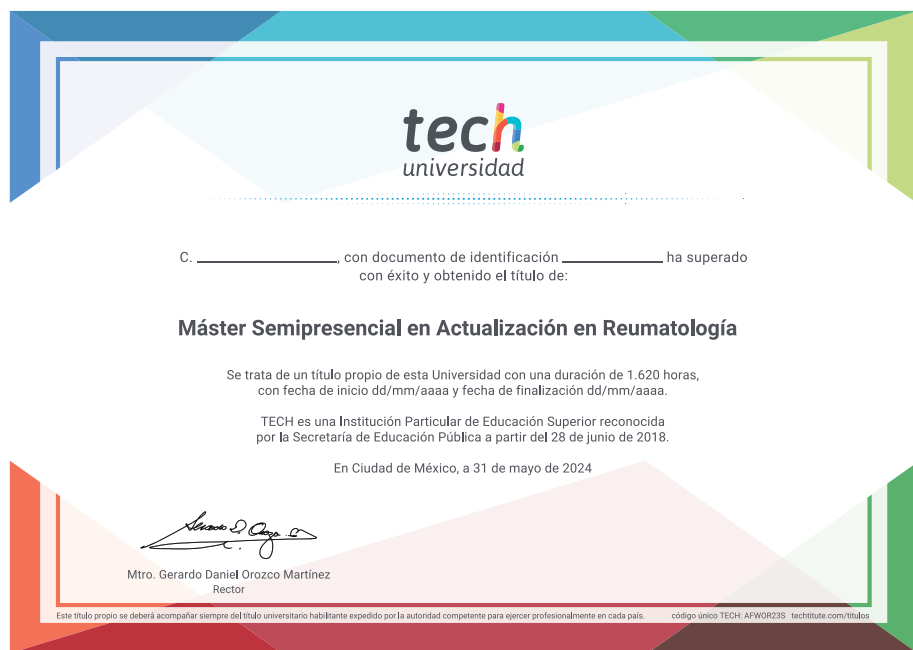 tech
universidad
C. ____________, con documento de identificación ____________ ha superado
con éxito y obtenido el título de:
Máster Semipresencial en Actualización en Reumatología
Se trata de un título propio de esta Universidad con una duración de 1.620 horas,
con fecha de inicio dd/mm/aaaa y fecha de finalización dd/mm/aaaa.
TECH es una Institución Particular de Educación Superior reconocida
por la Secretaría de Educación Pública a partir del 28 de junio de 2018.
En Ciudad de México, a 31 de mayo de 2024
Mtro. Gerardo Daniel Orozco Martínez
Rector
Este título propio se deberá acompañar siempre del título universitario habilitante expedido por la autoridad competente para ejercer profesionalmente en cada país. código único TECH: AFWOR23S techtitute.com/titulos